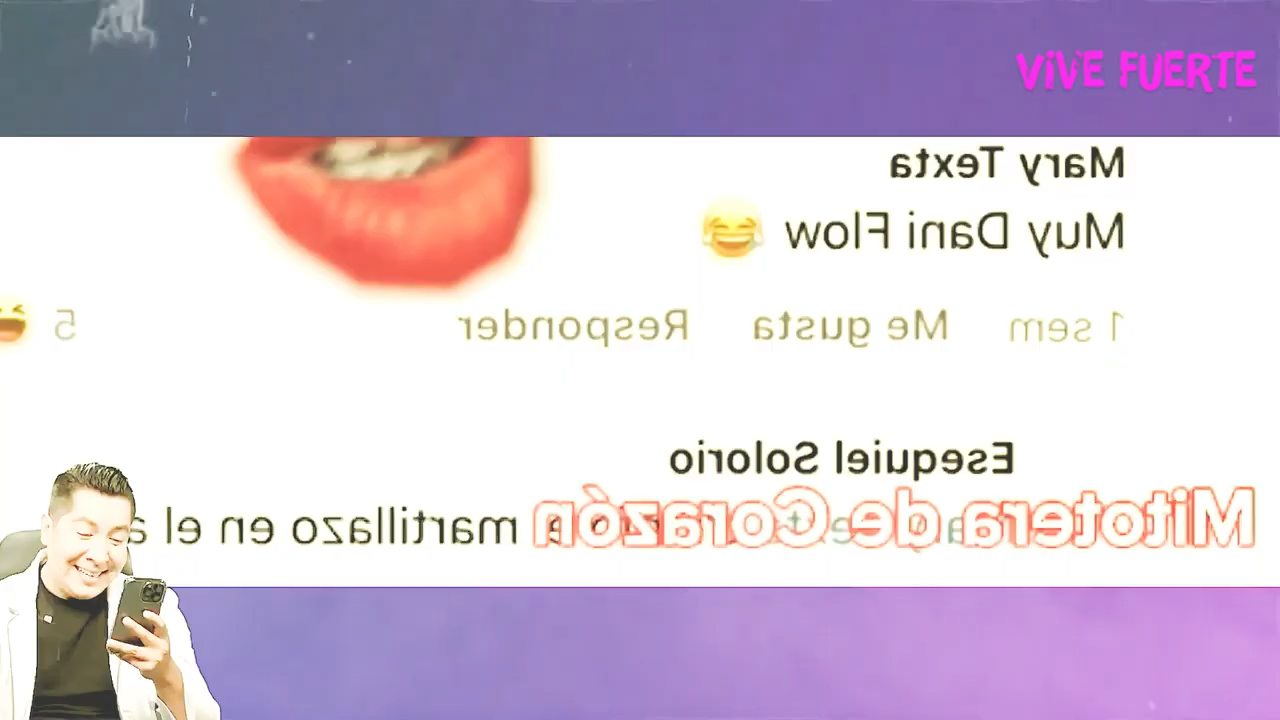 ViVE FUERTE
Mary Texta
Muy Dani Flow 😂
1 sem Me gusta Responder 5
Esequiel Solorio
Mitotera de Corazón
martillazo en el